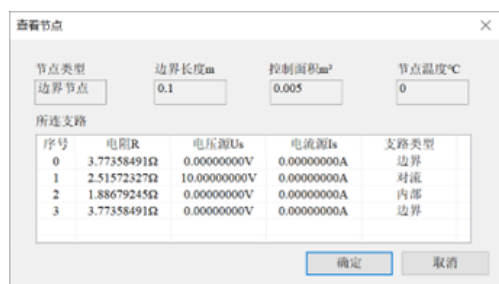 查看节点
节点类型 边界长度m 控制面积m² 节点温度℃
边界节点 0.1 0.005 0
所连支路
序号 电阻R 电压源Us 电流源Is 支路类型
0 3.77358491Ω 0.00000000V 0.00000000A 边界
1 2.51572327Ω 10.00000000V 0.00000000A 对流
2 1.88679245Ω 0.00000000V 0.00000000A 内部
3 3.77358491Ω 0.00000000V 0.00000000A 边界
确定 取消